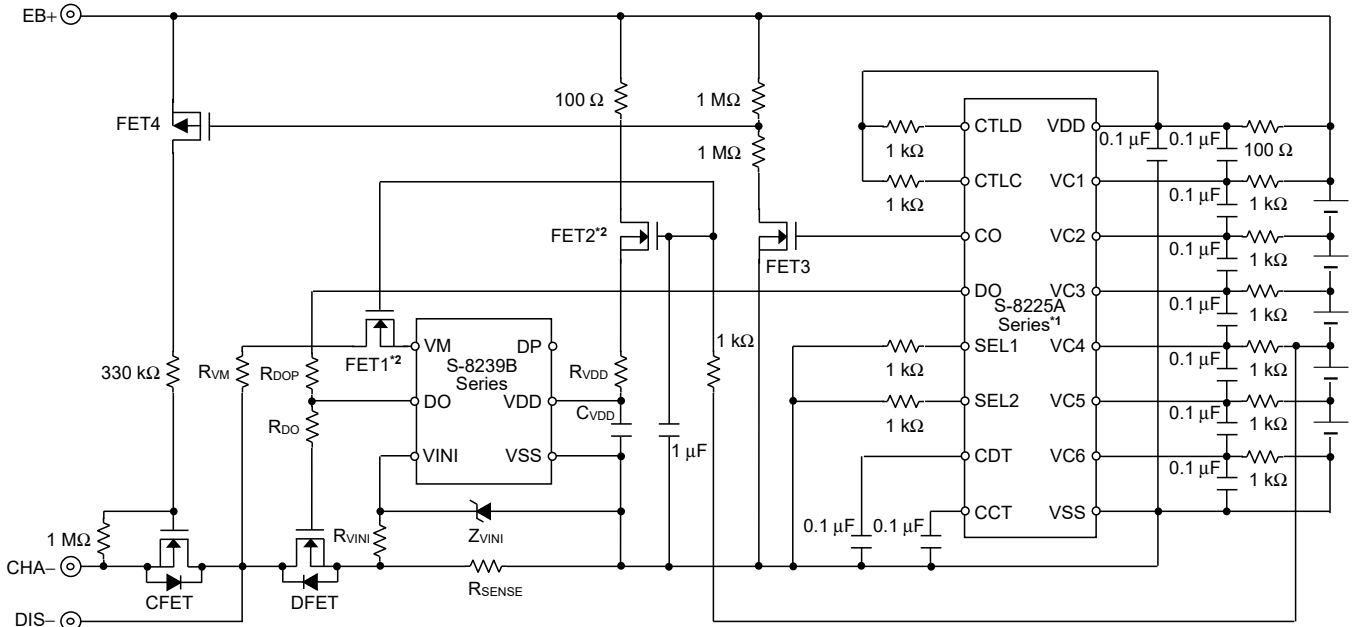 EB+
FET4
100 Ω
1 MΩ
1 MΩ
FET2*2
FET3
CTLD
CTLC
CO
DO
SEL1
SEL2
CDT
CCT
S-8225A
Series*1
VDD
VC1
VC2
VC3
VC4
VC5
VC6
VSS
1 kΩ
1 kΩ
1 kΩ
1 kΩ
0.1 µF
0.1 µF
0.1 µF
0.1 µF
0.1 µF
0.1 µF
0.1 µF
0.1 µF
100 Ω
1 kΩ
1 kΩ
1 kΩ
1 kΩ
1 kΩ
1 kΩ
0.1 µF
0.1 µF
330 kΩ
RVM
RDOP
RDO
FET1*2
VM
DP
S-8239B
Series
DO
VDD
VINI
VSS
RVDD
CVDD
1 kΩ
1 µF
ZVINI
RVINI
RSENSE
1 MΩ
CHA−
CFET
DFET
DIS−